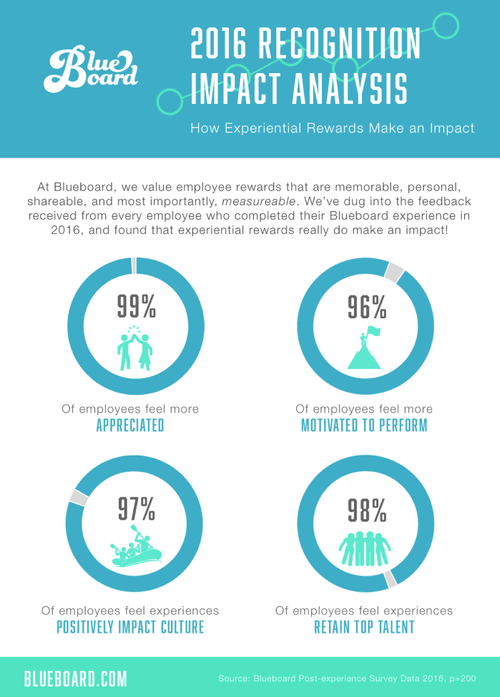 Blue
Board
2016 RECOGNITION
IMPACT ANALYSIS
How Experiential Rewards Make an Impact
At Blueboard, we value employee rewards that are memorable, personal,
shareable, and most importantly, measureable. We've dug into the feedback
received from every employee who completed their Blueboard experience in
2016, and found that experiential rewards really do make an impact!
99%
Of employees feel more
APPRECIATED
96%
Of employees feel more
MOTIVATED TO PERFORM
97%
Of employees feel experiences
POSITIVELY IMPACT CULTURE
98%
Of employees feel experiences
RETAIN TOP TALENT
BLUEBOARD.COM
Source: Blueboard Post-experience Survey Data 2016, p=200